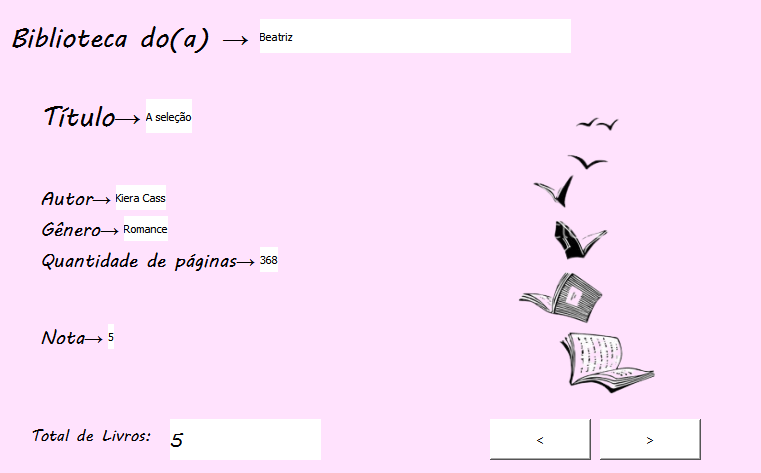 Biblioteca do(a) → Beatriz
Título→ A seleção
Autor→ Kiera Cass
Gênero→ Romance
Quantidade de páginas→ 368
Nota→ 5
Total de Livros: 5
< >